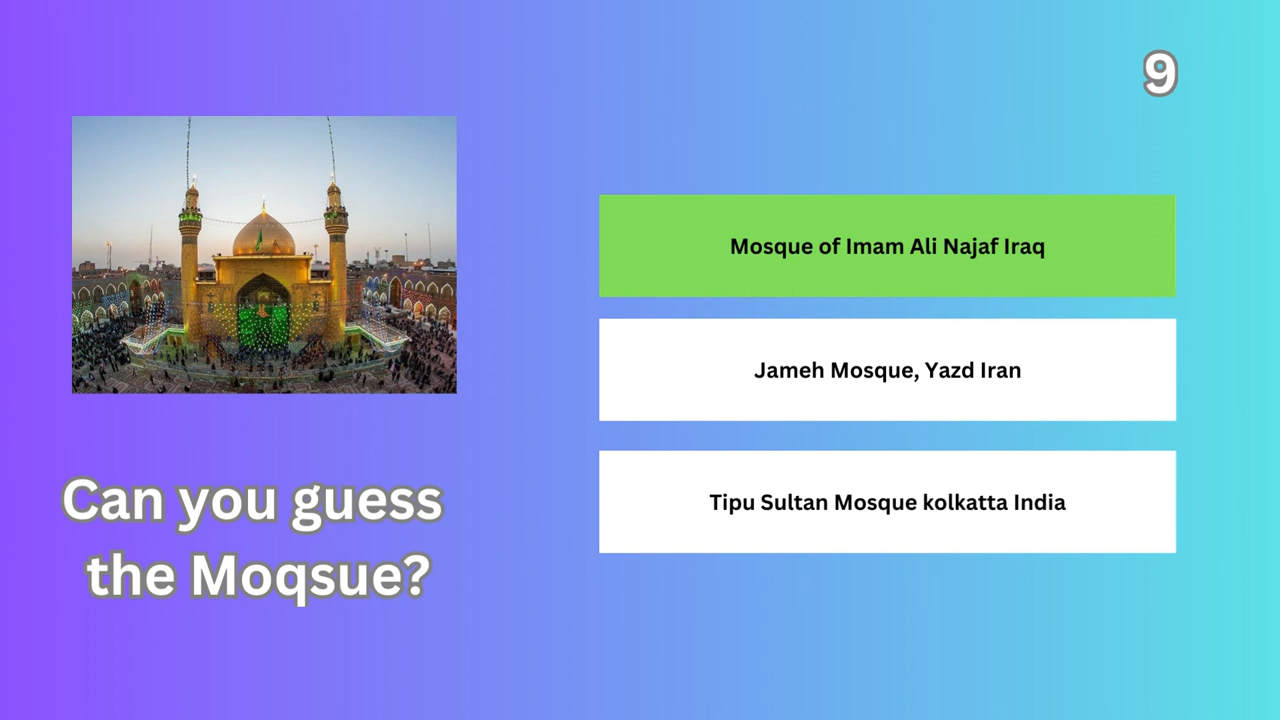 9
Mosque of Imam Ali Najaf Iraq
Jameh Mosque, Yazd Iran
Tipu Sultan Mosque kolkatta India
Can you guess
the Moqsue?